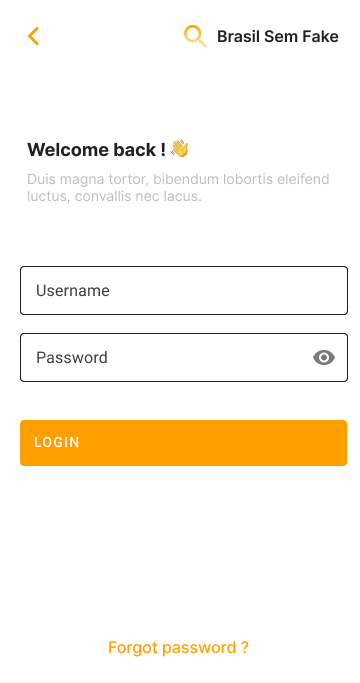 Brasil Sem Fake
Welcome back ! 👋
Duis magna tortor, bibendum lobortis eleifend
luctus, convallis nec lacus.
Username
Password
LOGIN
Forgot password ?